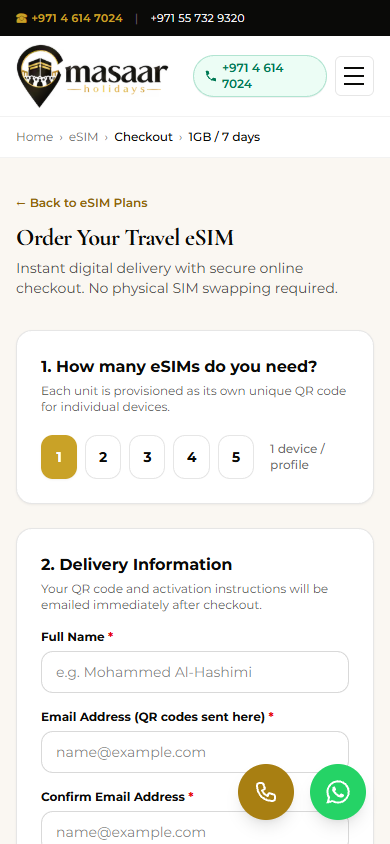 ☎ +971 4 614 7024 | +971 55 732 9320
masaar
holidays
+971 4 614
7024
Home › eSIM › Checkout › 1GB / 7 days
← Back to eSIM Plans
Order Your Travel eSIM
Instant digital delivery with secure online
checkout. No physical SIM swapping required.
1. How many eSIMs do you need?
Each unit is provisioned as its own unique QR code
for individual devices.
1 2 3 4 5 1 device /
profile
2. Delivery Information
Your QR code and activation instructions will be
emailed immediately after checkout.
Full Name *
e.g. Mohammed Al-Hashimi
Email Address (QR codes sent here) *
name@example.com
Confirm Email Address *
name@example.com